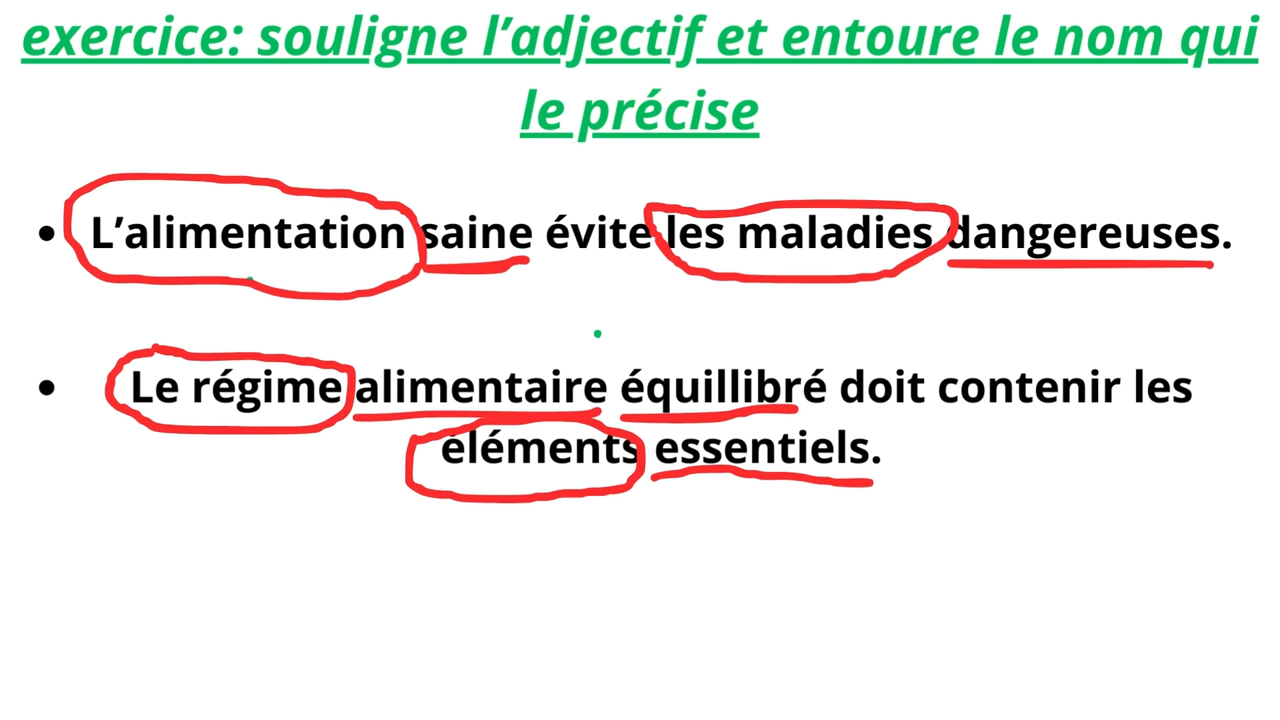 exercice: souligne l’adjectif et entoure le nom qui
le précise
• L’alimentation saine évite les maladies dangereuses.
• Le régime alimentaire équillibré doit contenir les
éléments essentiels.